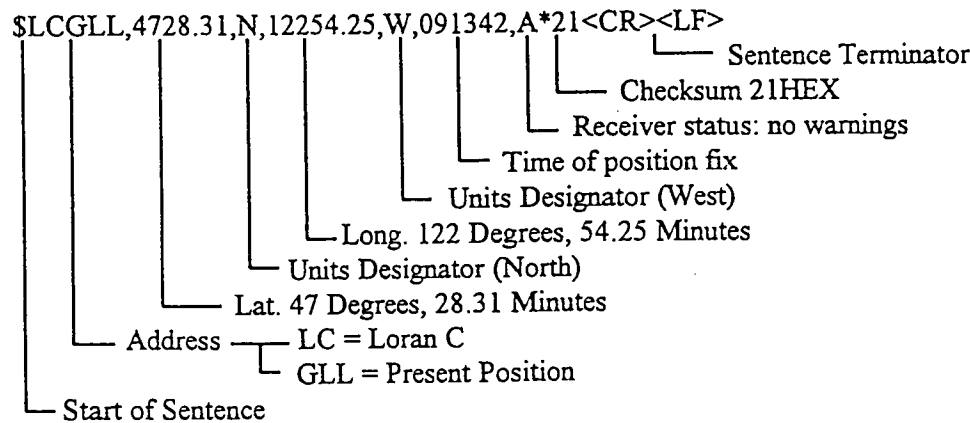 $LCGLL,4728.31,N,12254.25,W,091342,A*21<CR><LF>
Sentence Terminator
Checksum 21HEX
Receiver status: no warnings
Time of position fix
Units Designator (West)
Long. 122 Degrees, 54.25 Minutes
Units Designator (North)
Lat. 47 Degrees, 28.31 Minutes
Address LC = Loran C
GLL = Present Position
Start of Sentence